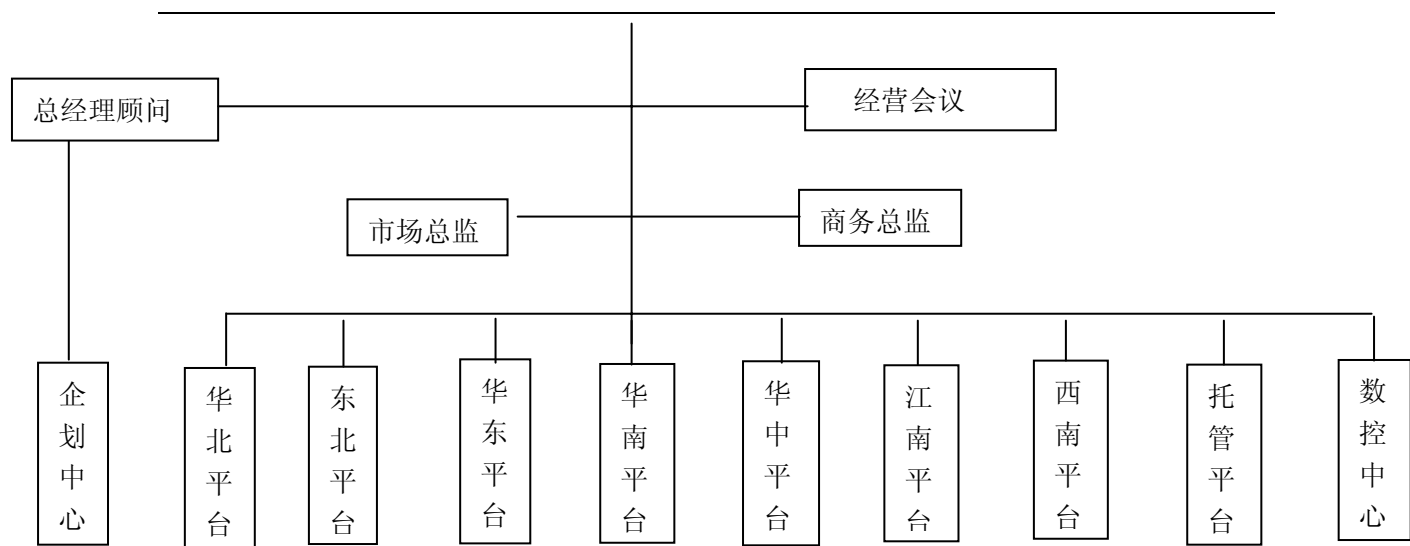 总经理顾问
经营会议
市场总监
商务总监
企划中心
华北平台
东北平台
华东平台
华南平台
华中平台
江南平台
西南平台
托管平台
数控中心